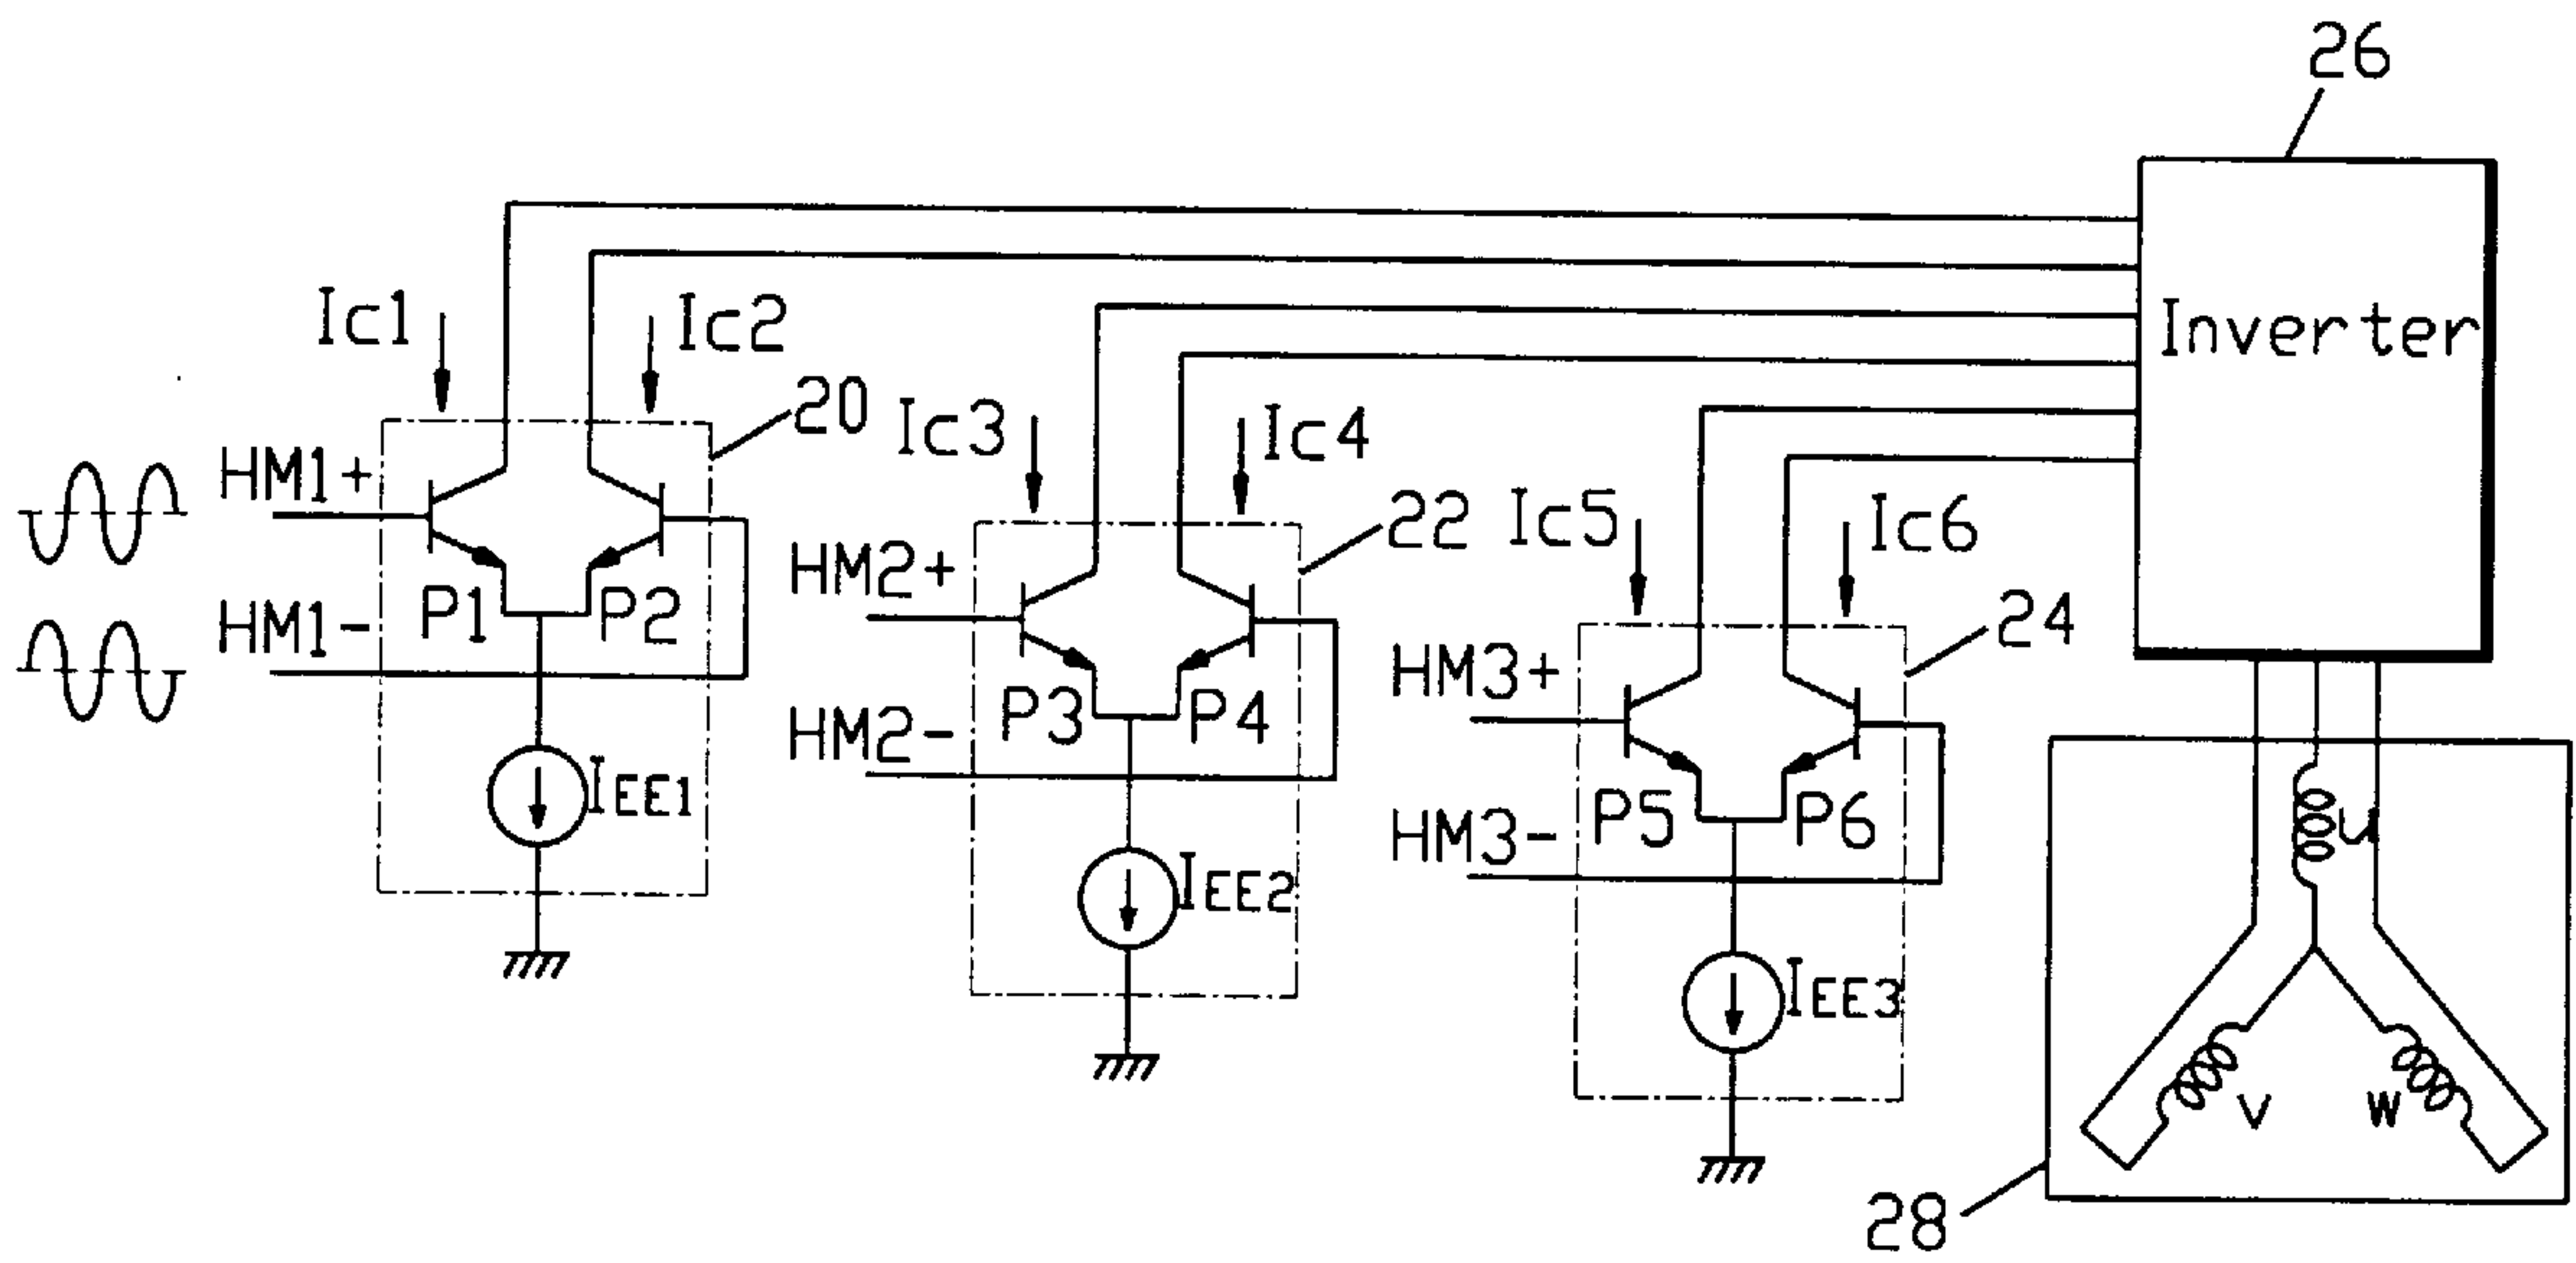 26
Inverter
Ic1
Ic2
20
HM1+
HM1-
P1
P2
IEE1
Ic3
Ic4
22
HM2+
HM2-
P3
P4
IEE2
Ic5
Ic6
24
HM3+
HM3-
P5
P6
IEE3
U
V
W
28